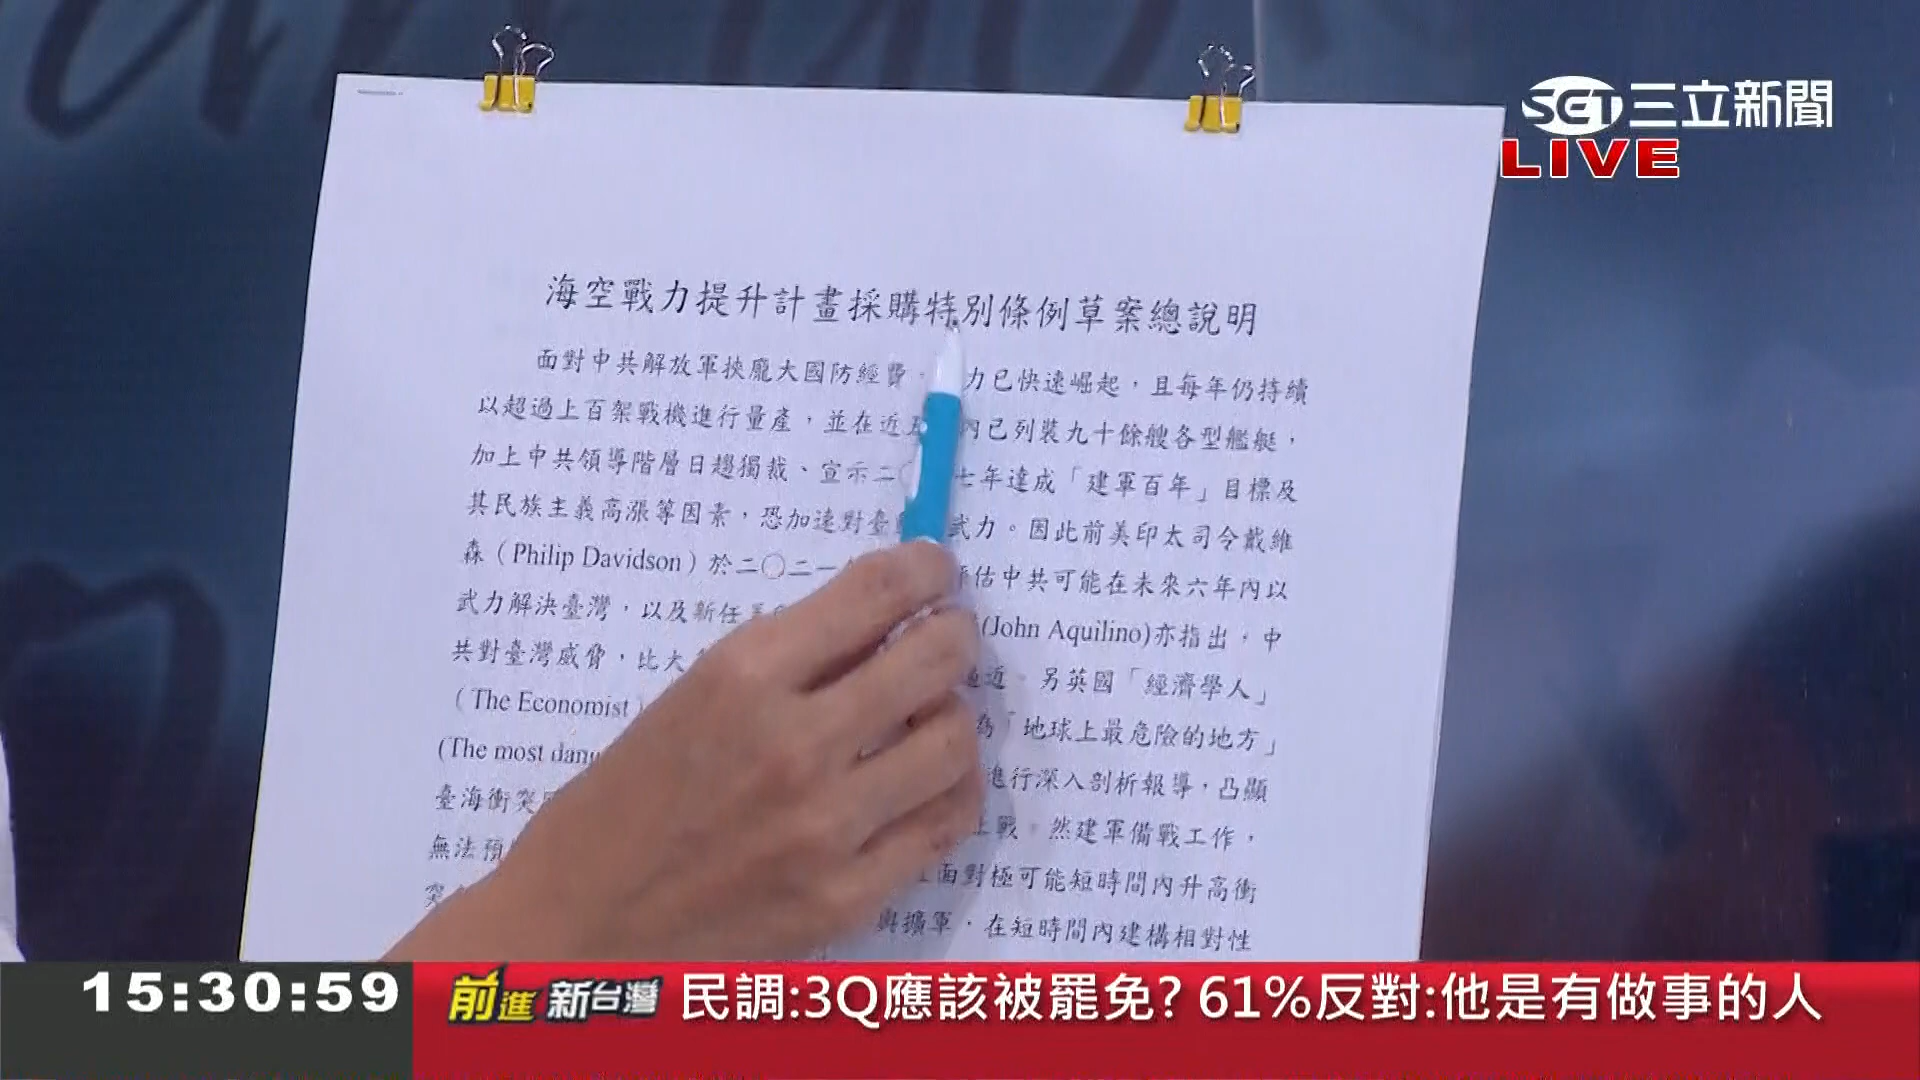 SET三立新聞
LIVE
海空戰力提升計畫採購特別條例草案總說明
面對中共解放軍挾龐大國防經費,力已快速崛起,且每年仍持續
以超過上百架戰機進行量產,並在近五內已列裝九十餘艘各型艦艇,
加上中共領導階層日趨獨裁、宣示二〇七年達成「建軍百年」目標及
其民族主義高漲等因素,恐加速對臺武力。因此前美印太司令戴維
森(Philip Davidson)於二〇二一評估中共可能在未來六年內以
武力解決臺灣,以及新任美(John Aquilino)亦指出,中
共對臺灣威脅,比大逼近。另英國「經濟學人」
(The Economist)為「地球上最危險的地方」
(The most dang進行深入剖析報導,凸顯
臺海衝突止戰。然建軍備戰工作,
無法預面對極可能短時間內升高衝
突與擴軍,在短時間內建構相對性
15:30:59
前進新台灣
民調:3Q應該被罷免? 61%反對:他是有做事的人